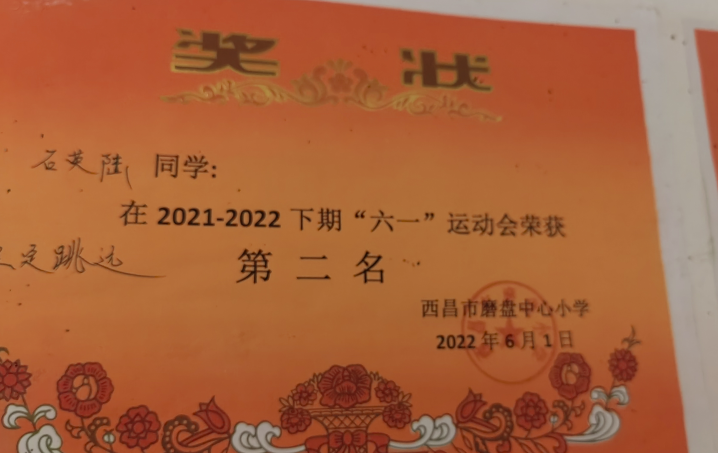 奖状
石英陆 同学:
在 2021-2022 下期“六一”运动会荣获
定跳远 第二名
西昌市磨盘中心小学
2022 年 6 月 1 日